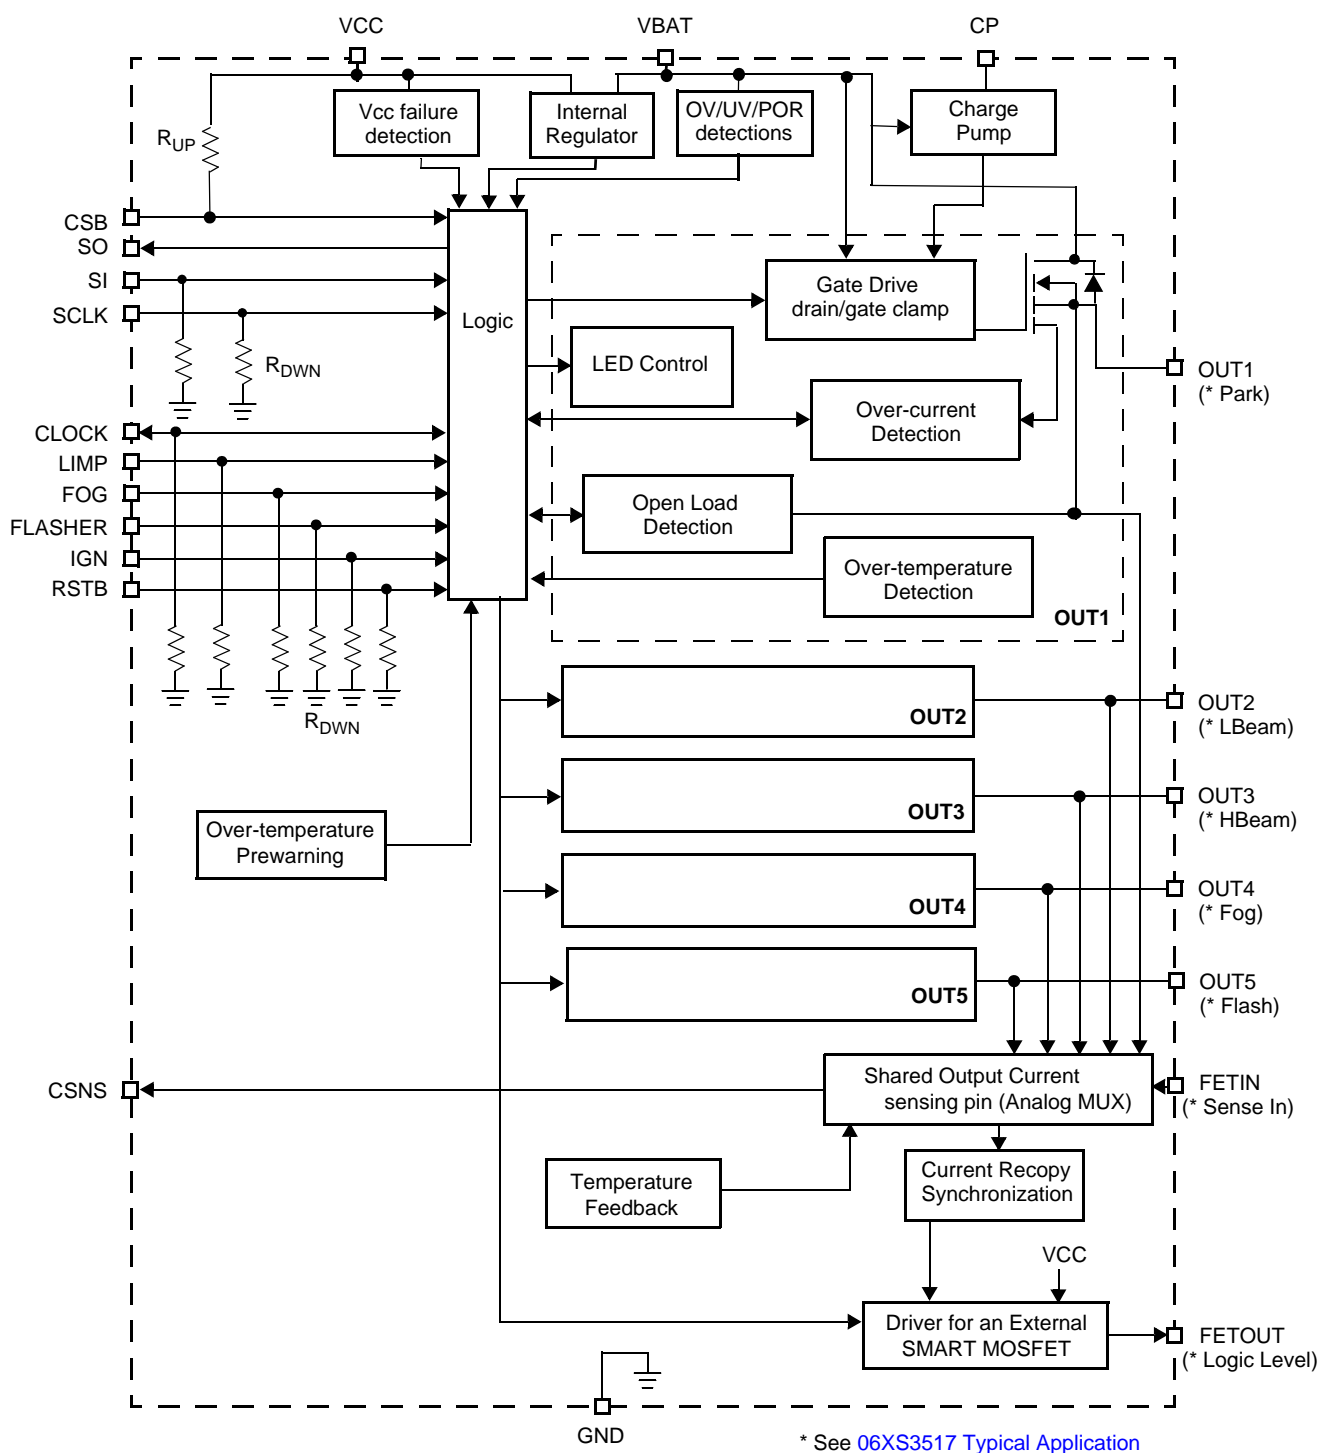 VCC
VBAT
CP
Vcc failure
detection
Internal
Regulator
OV/UV/POR
detections
Charge
Pump
RUP
CSB
SO
SI
SCLK
RDWN
CLOCK
LIMP
FOG
FLASHER
IGN
RSTB
RDWN
Logic
Gate Drive
drain/gate clamp
LED Control
Over-current
Detection
Open Load
Detection
Over-temperature
Detection
OUT1
OUT1
(* Park)
OUT2
OUT2
(* LBeam)
OUT3
OUT3
(* HBeam)
Over-temperature
Prewarning
OUT4
OUT4
(* Fog)
OUT5
OUT5
(* Flash)
CSNS
Shared Output Current
sensing pin (Analog MUX)
FETIN
(* Sense In)
Temperature
Feedback
Current Recopy
Synchronization
VCC
Driver for an External
SMART MOSFET
FETOUT
(* Logic Level)
GND
* See 06XS3517 Typical Application